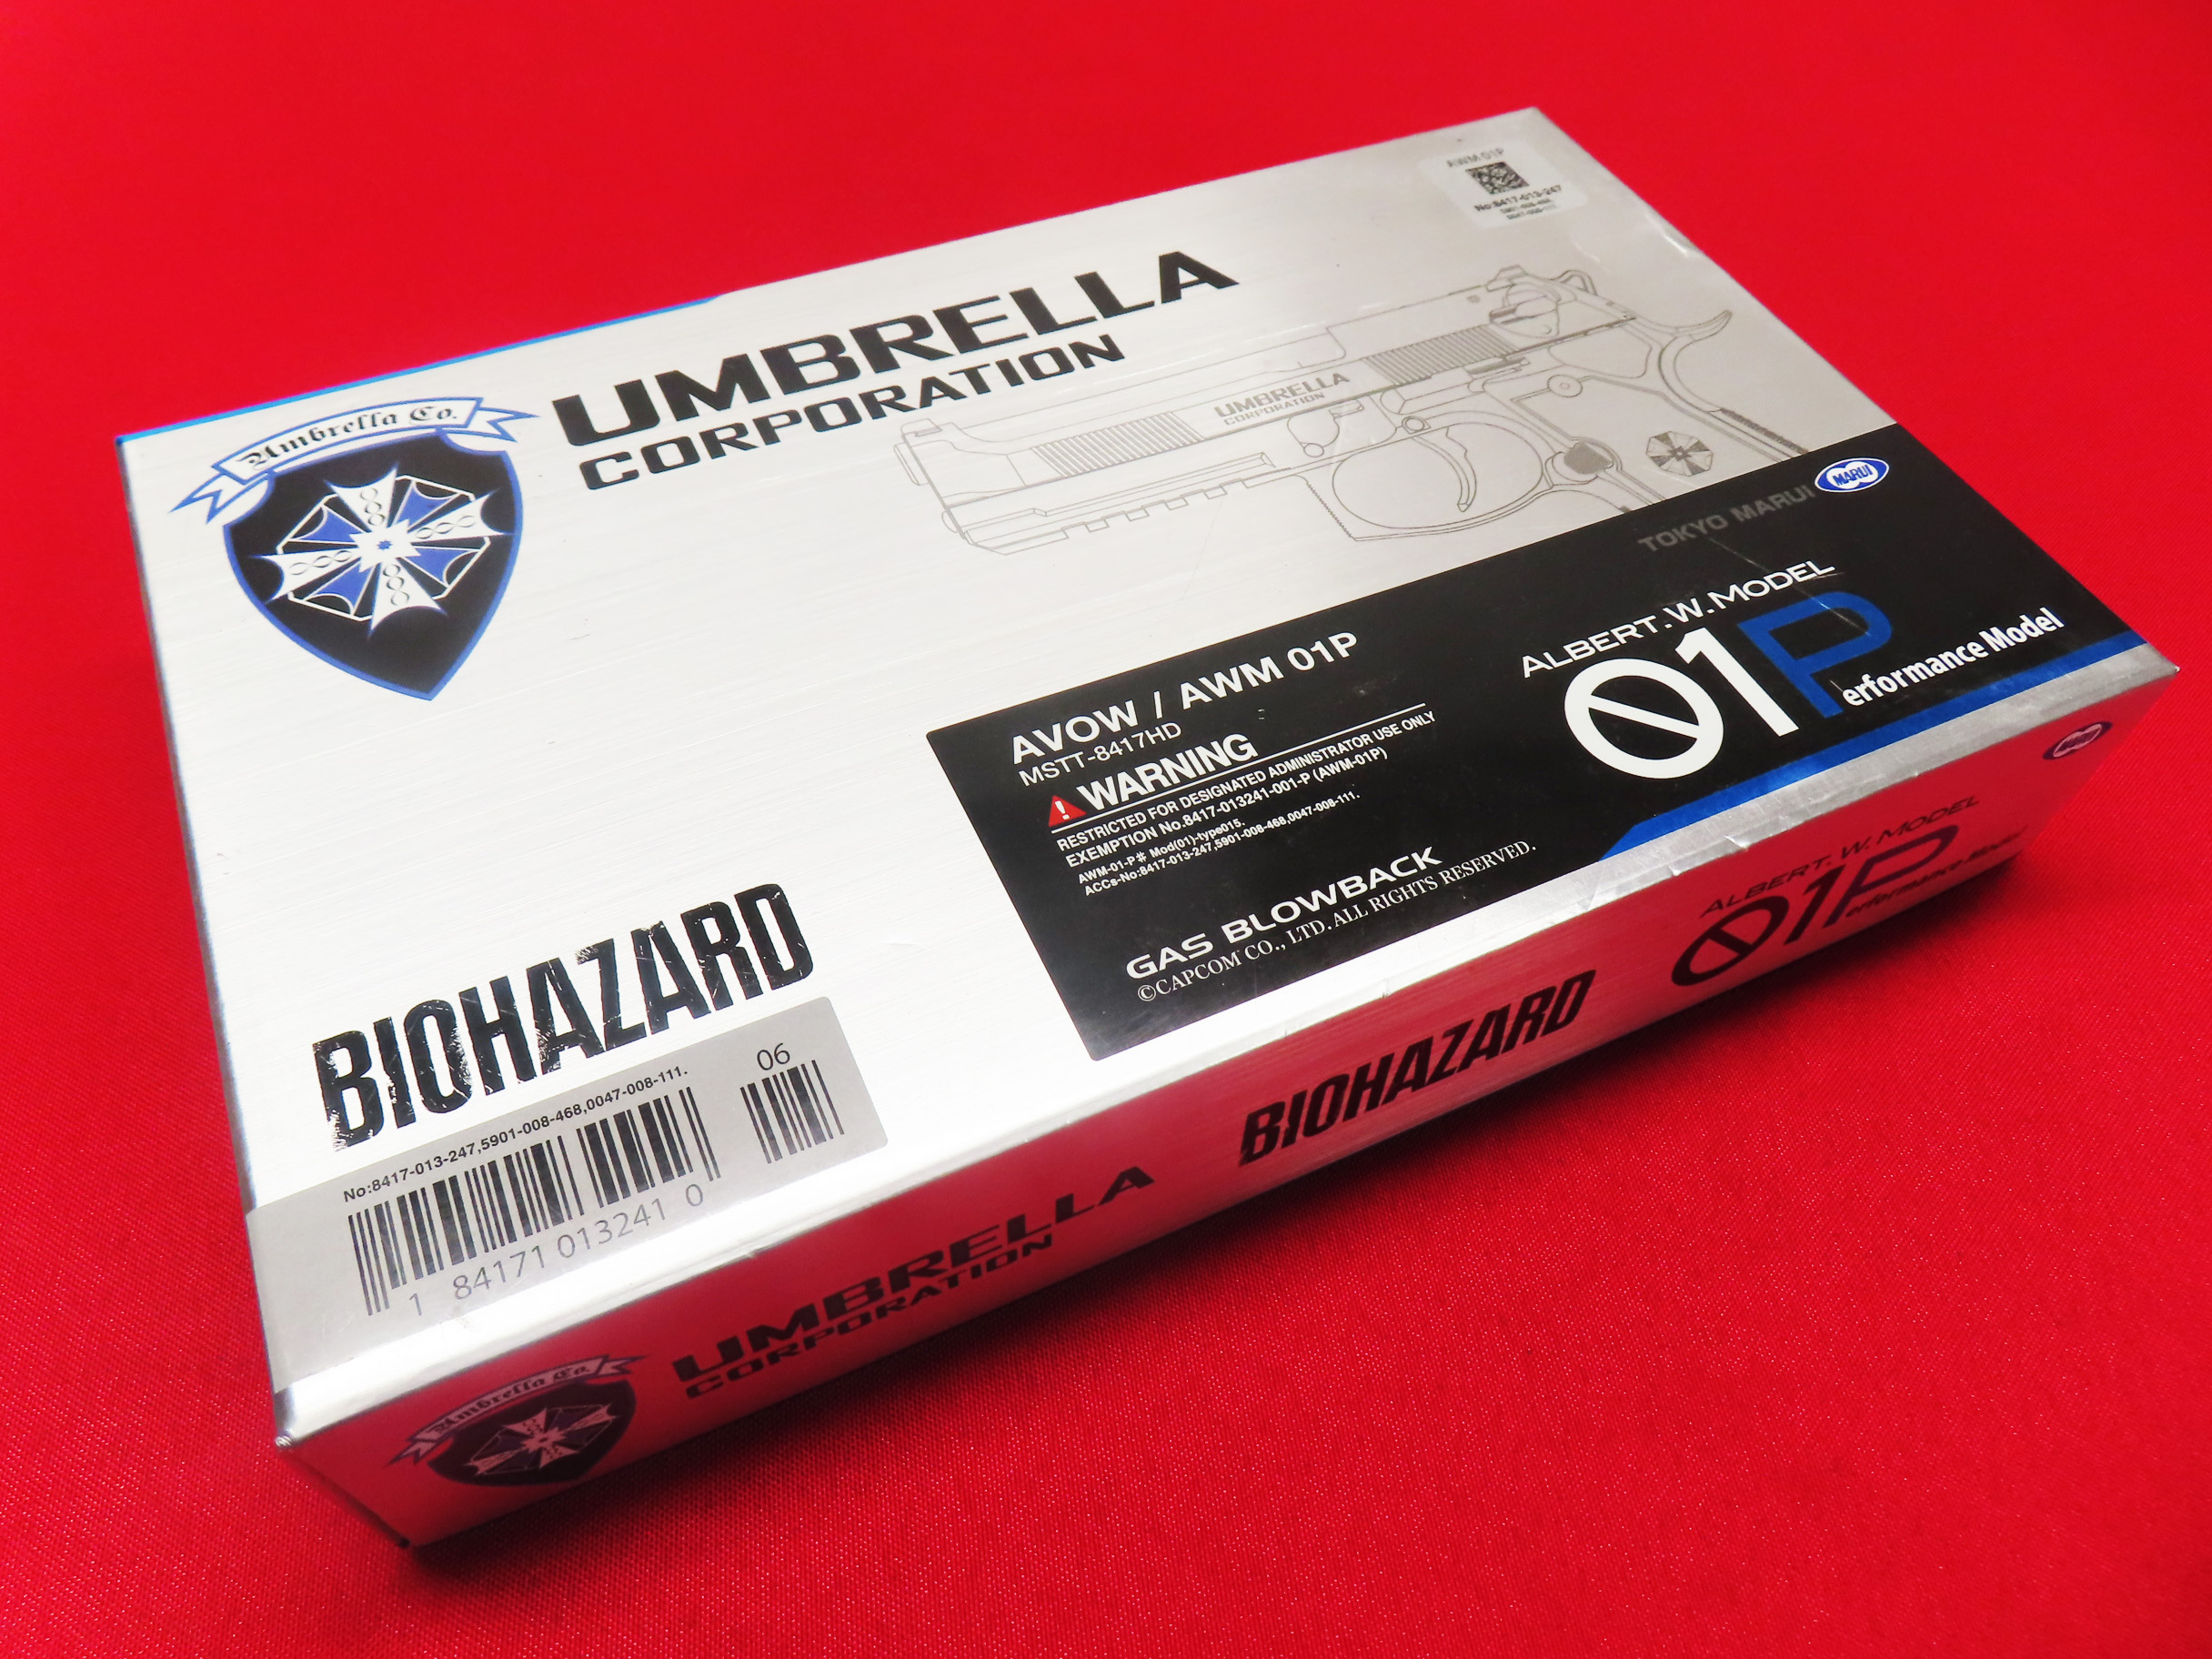 AWM 01P
No:8417-013-247
UMBRELLA
CORPORATION
Umbrella Co.
UMBRELLA
CORPORATION
MARUI
TOKYO MARUI
ALBERT.W.MODEL
01Performance Model
AVOW / AWM 01P
MSTT-8417HD
WARNING
RESTRICTED FOR DESIGNATED ADMINISTRATOR USE ONLY
EXEMPTION No.8417-013241-001-P (AWM-01P)
AWM-01-P# Mod(01)-type015.
ACCs-No:8417-013-247,5901-008-468,0047-008-111.
GAS BLOWBACK
©CAPCOM CO., LTD. ALL RIGHTS RESERVED.
BIOHAZARD
No:8417-013-247,5901-008-468,0047-008-111.
06
1 84171 013241 0
Umbrella Co.
UMBRELLA
CORPORATION
BIOHAZARD
ALBERT.W.MODEL
01Performance Model
MARUI